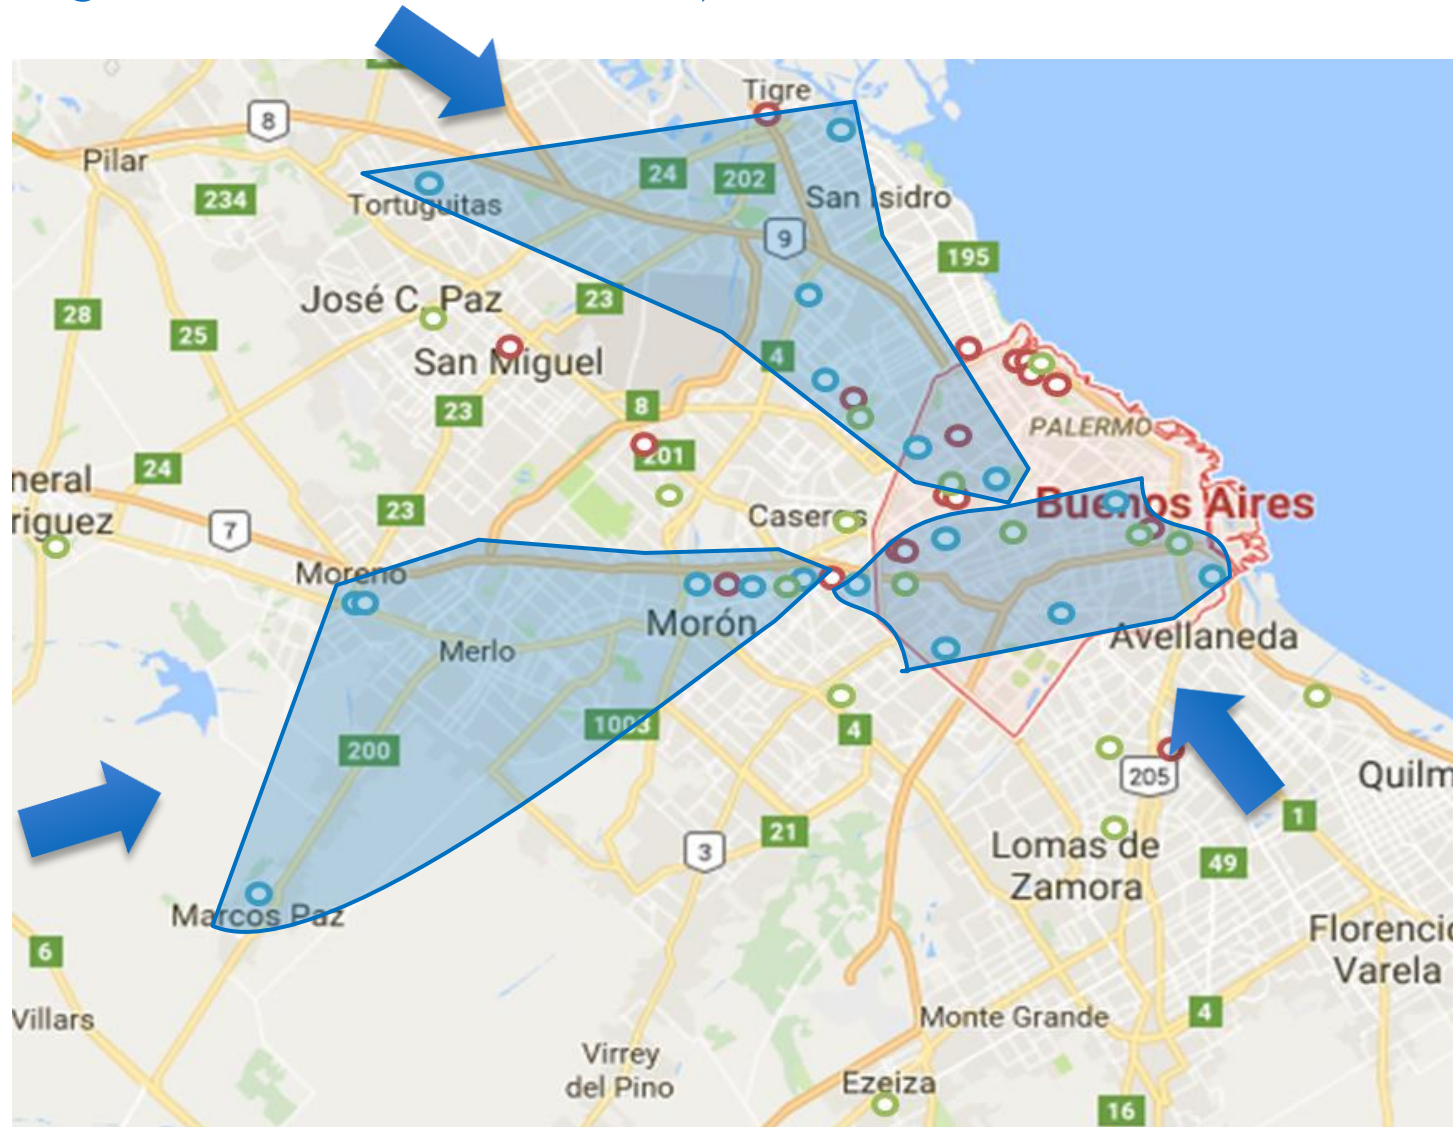 Tigre
8
Pilar
24
202
234
Tortuguitas
San Isidro
9
195
José C. Paz
23
28
25
4
San Miguel
8
23
PALERMO
201
24
neral
riguez
23
Buenos Aires
Caseros
7
Moreno
Morón
Merlo
Avellaneda
1003
4
200
205
Quilm
1
21
3
Lomas de
Zamora
49
Marcos Paz
Florencio
Varela
6
Villars
Monte Grande
4
Virrey
del Pino
Ezeiza
16